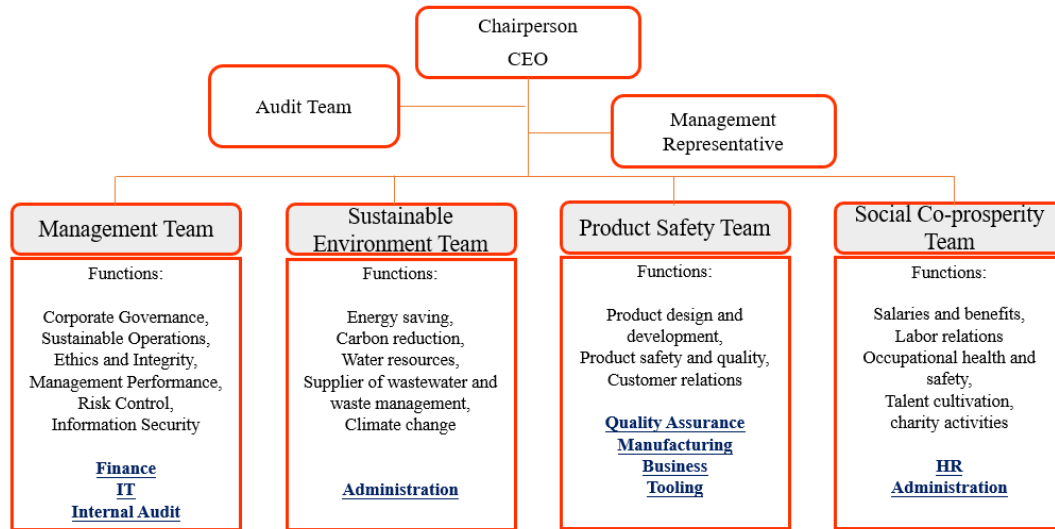 Chairperson
CEO
Audit Team
Management
Representative
Management Team
Functions:
Corporate Governance,
Sustainable Operations,
Ethics and Integrity,
Management Performance,
Risk Control,
Information Security
Finance
IT
Internal Audit
Sustainable
Environment Team
Functions:
Energy saving,
Carbon reduction,
Water resources,
Supplier of wastewater and
waste management,
Climate change
Administration
Product Safety Team
Functions:
Product design and
development,
Product safety and quality,
Customer relations
Quality Assurance
Manufacturing
Business
Tooling
Social Co-prosperity
Team
Functions:
Salaries and benefits,
Labor relations
Occupational health and
safety,
Talent cultivation,
charity activities
HR
Administration